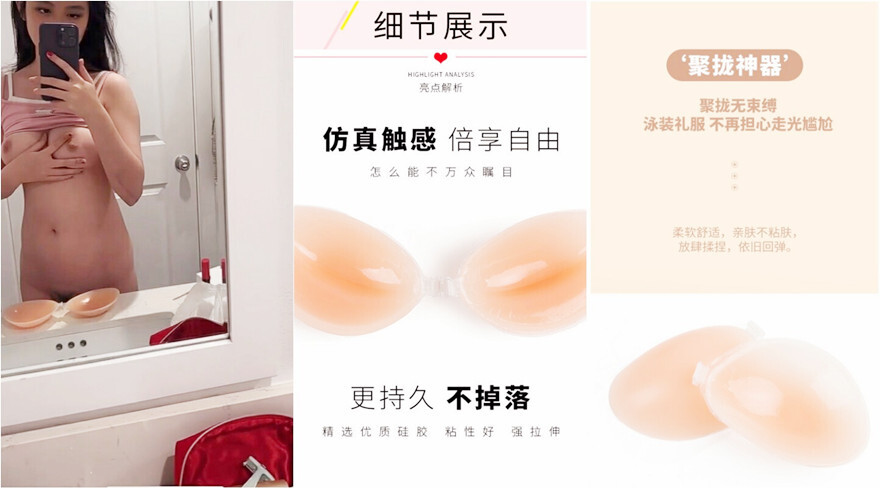 细节展示
HIGHLIGHT ANALYSIS
亮点解析
仿真触感 倍享自由
怎么能不万众瞩目
更持久 不掉落
精选优质硅胶 粘性好 强拉伸
‘聚拢神器’
聚拢无束缚
泳装礼服 不再担心走光尴尬
柔软舒适，亲肤不粘肤，
放肆揉捏，依旧回弹。